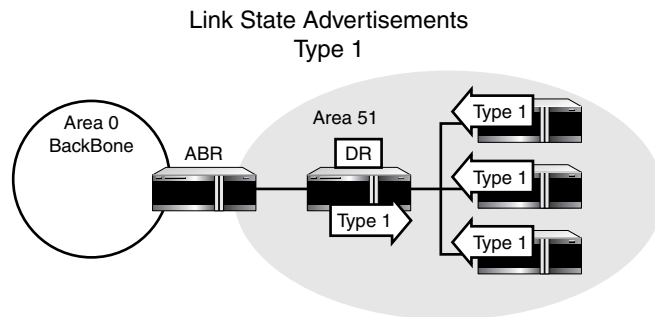 Link State Advertisements
Type 1
Area 0
BackBone
ABR
Area 51
DR
Type 1
Type 1
Type 1
Type 1